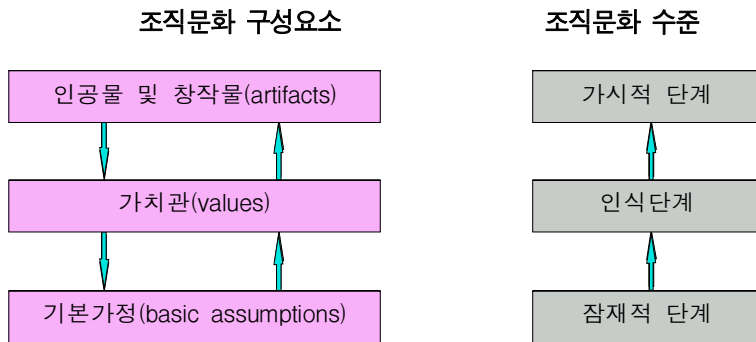 조직문화 구성요소
조직문화 수준
인공물 및 창작물(artifacts)
가시적 단계
가치관(values)
인식단계
기본가정(basic assumptions)
잠재적 단계